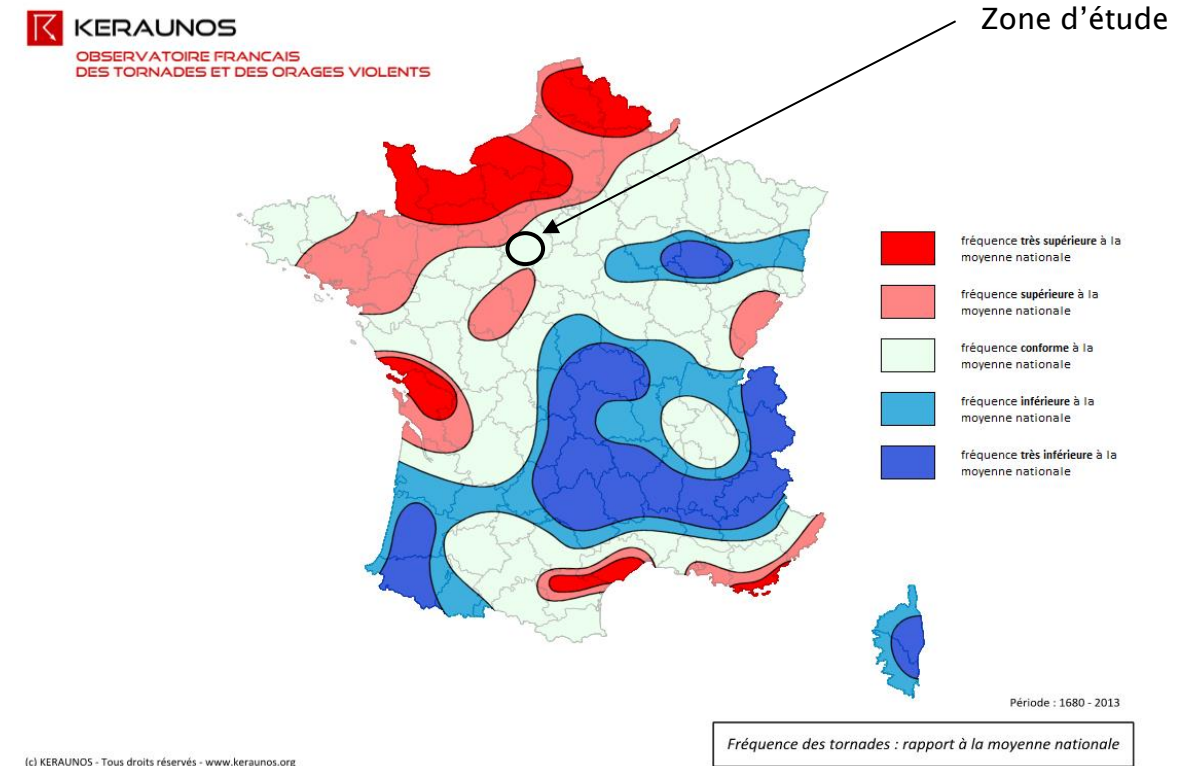 KERAUNOS
OBSERVATOIRE FRANCAIS
DES TORNADES ET DES ORAGES VIOLENTS
Zone d'étude
fréquence très supérieure à la
moyenne nationale
fréquence supérieure à la
moyenne nationale
fréquence conforme à la
moyenne nationale
fréquence inférieure à la
moyenne nationale
fréquence très inférieure à la
moyenne nationale
Période : 1680 - 2013
Fréquence des tornades : rapport à la moyenne nationale
(c) KERAUNOS - Tous droits réservés - www.keraunos.org